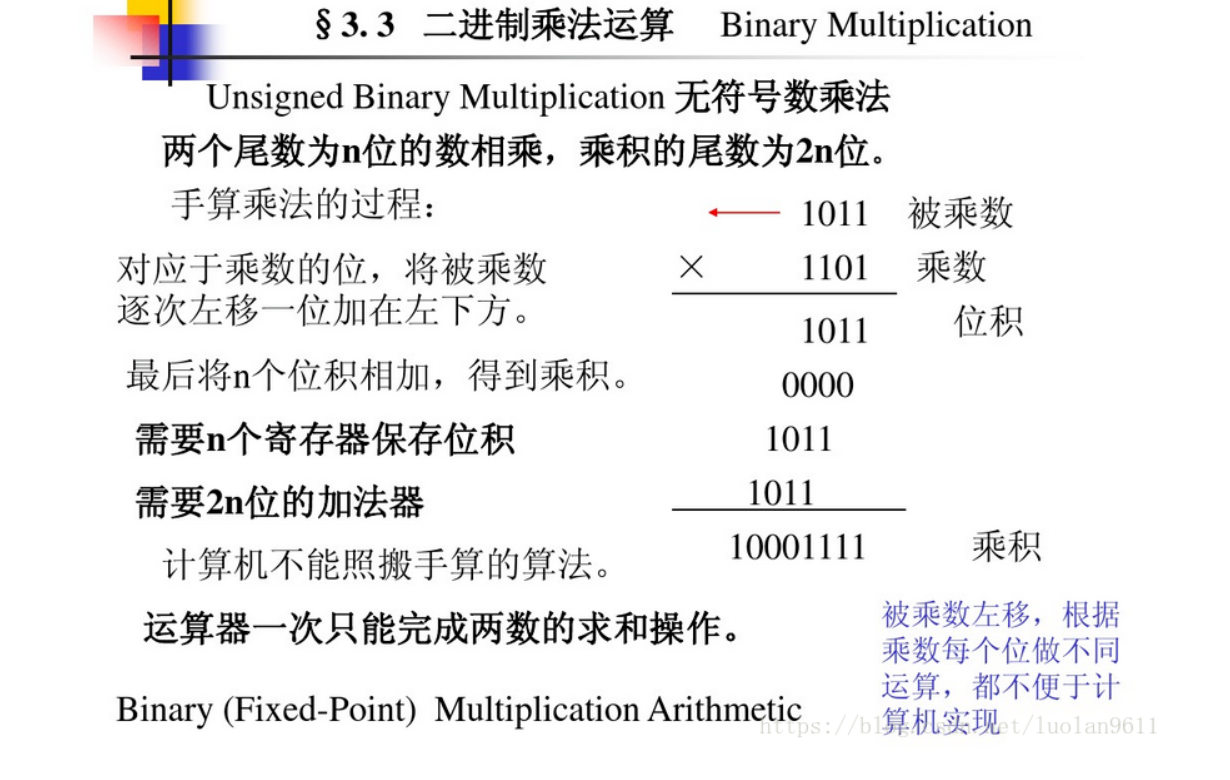 §3.3 二进制乘法运算 Binary Multiplication
Unsigned Binary Multiplication 无符号数乘法
两个尾数为n位的数相乘，乘积的尾数为2n位。
手算乘法的过程：
对应于乘数的位，将被乘数
逐次左移一位加在左下方。
最后将n个位积相加，得到乘积。
需要n个寄存器保存位积
需要2n位的加法器
计算机不能照搬手算的算法。
运算器一次只能完成两数的求和操作。
Binary (Fixed-Point) Multiplication Arithmetic
1011 被乘数
× 1101 乘数
1011 位积
0000
1011
1011
10001111 乘积
被乘数左移，根据
乘数每个位做不同
运算，都不便于计
算机实现